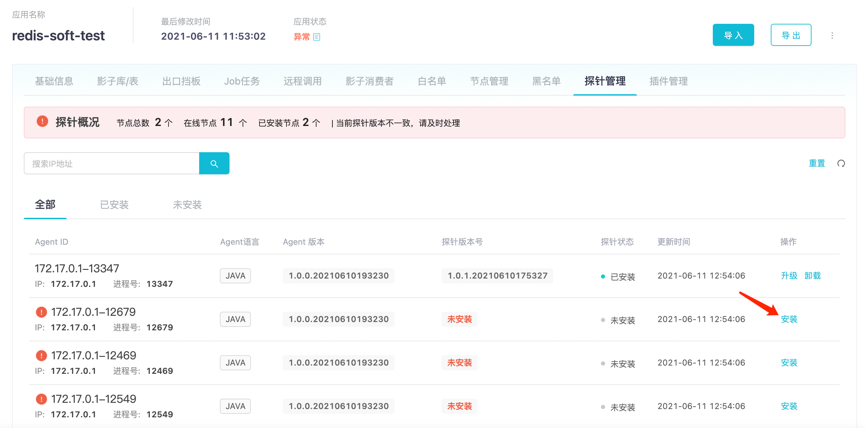 应用名称
redis-soft-test
最后修改时间
2021-06-11 11:53:02
应用状态
异常
导 入
导 出
基础信息 影子库/表 出口挡板 Job任务 远程调用 影子消费者 白名单 节点管理 黑名单 探针管理 插件管理
探针概况 节点总数 2 个 在线节点 11 个 已安装节点 2 个 | 当前探针版本不一致，请及时处理
搜索IP地址
重置
全部 已安装 未安装
Agent ID Agent语言 Agent 版本 探针版本号 探针状态 更新时间 操作
172.17.0.1–13347
IP: 172.17.0.1 进程号: 13347
JAVA 1.0.0.20210610193230 1.0.1.20210610175327 已安装 2021-06-11 12:54:06 升级 卸载
172.17.0.1–12679
IP: 172.17.0.1 进程号: 12679
JAVA 1.0.0.20210610193230 未安装 未安装 2021-06-11 12:54:06 安装
172.17.0.1–12469
IP: 172.17.0.1 进程号: 12469
JAVA 1.0.0.20210610193230 未安装 未安装 2021-06-11 12:54:06 安装
172.17.0.1–12549
IP: 172.17.0.1 进程号: 12549
JAVA 1.0.0.20210610193230 未安装 未安装 2021-06-11 12:54:06 安装